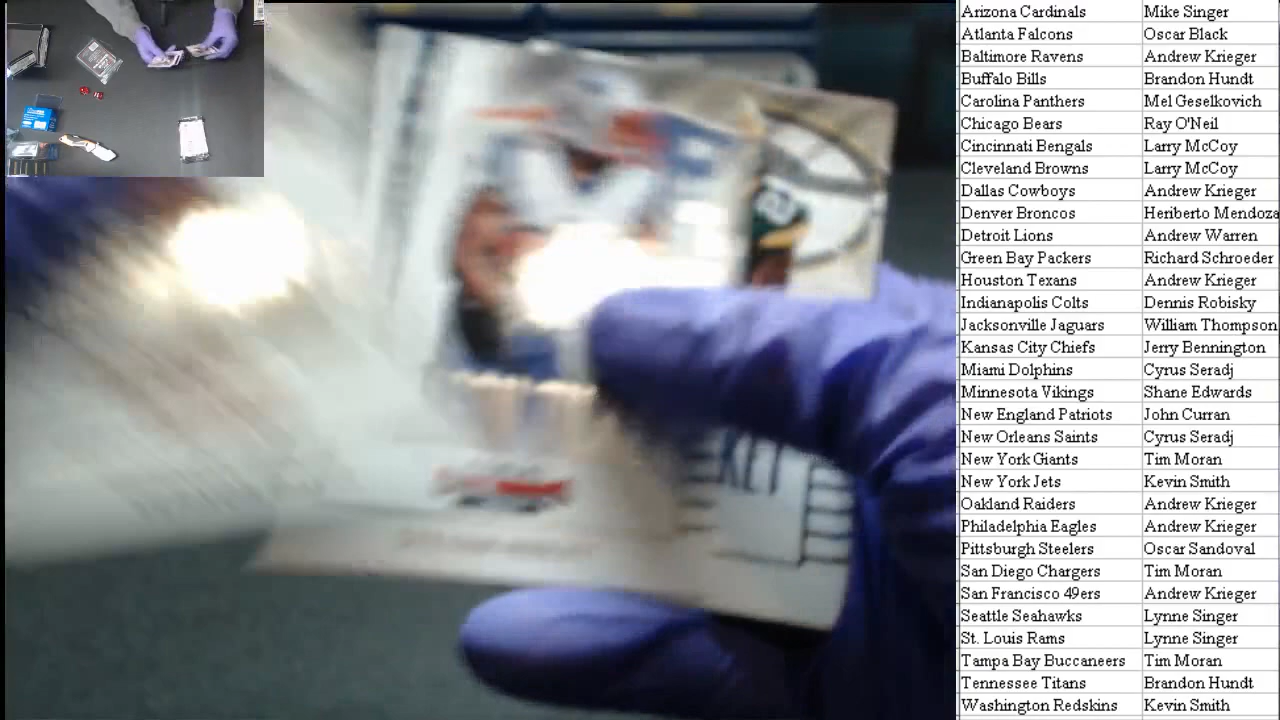 Arizona Cardinals Mike Singer
Atlanta Falcons Oscar Black
Baltimore Ravens Andrew Krieger
Buffalo Bills Brandon Hundt
Carolina Panthers Mel Geselkovich
Chicago Bears Ray O'Neil
Cincinnati Bengals Larry McCoy
Cleveland Browns Larry McCoy
Dallas Cowboys Andrew Krieger
Denver Broncos Heriberto Mendoza
Detroit Lions Andrew Warren
Green Bay Packers Richard Schroeder
Houston Texans Andrew Krieger
Indianapolis Colts Dennis Robisky
Jacksonville Jaguars William Thompson
Kansas City Chiefs Jerry Bennington
Miami Dolphins Cyrus Seradj
Minnesota Vikings Shane Edwards
New England Patriots John Curran
New Orleans Saints Cyrus Seradj
New York Giants Tim Moran
New York Jets Kevin Smith
Oakland Raiders Andrew Krieger
Philadelphia Eagles Andrew Krieger
Pittsburgh Steelers Oscar Sandoval
San Diego Chargers Tim Moran
San Francisco 49ers Andrew Krieger
Seattle Seahawks Lynne Singer
St. Louis Rams Lynne Singer
Tampa Bay Buccaneers Tim Moran
Tennessee Titans Brandon Hundt
Washington Redskins Kevin Smith